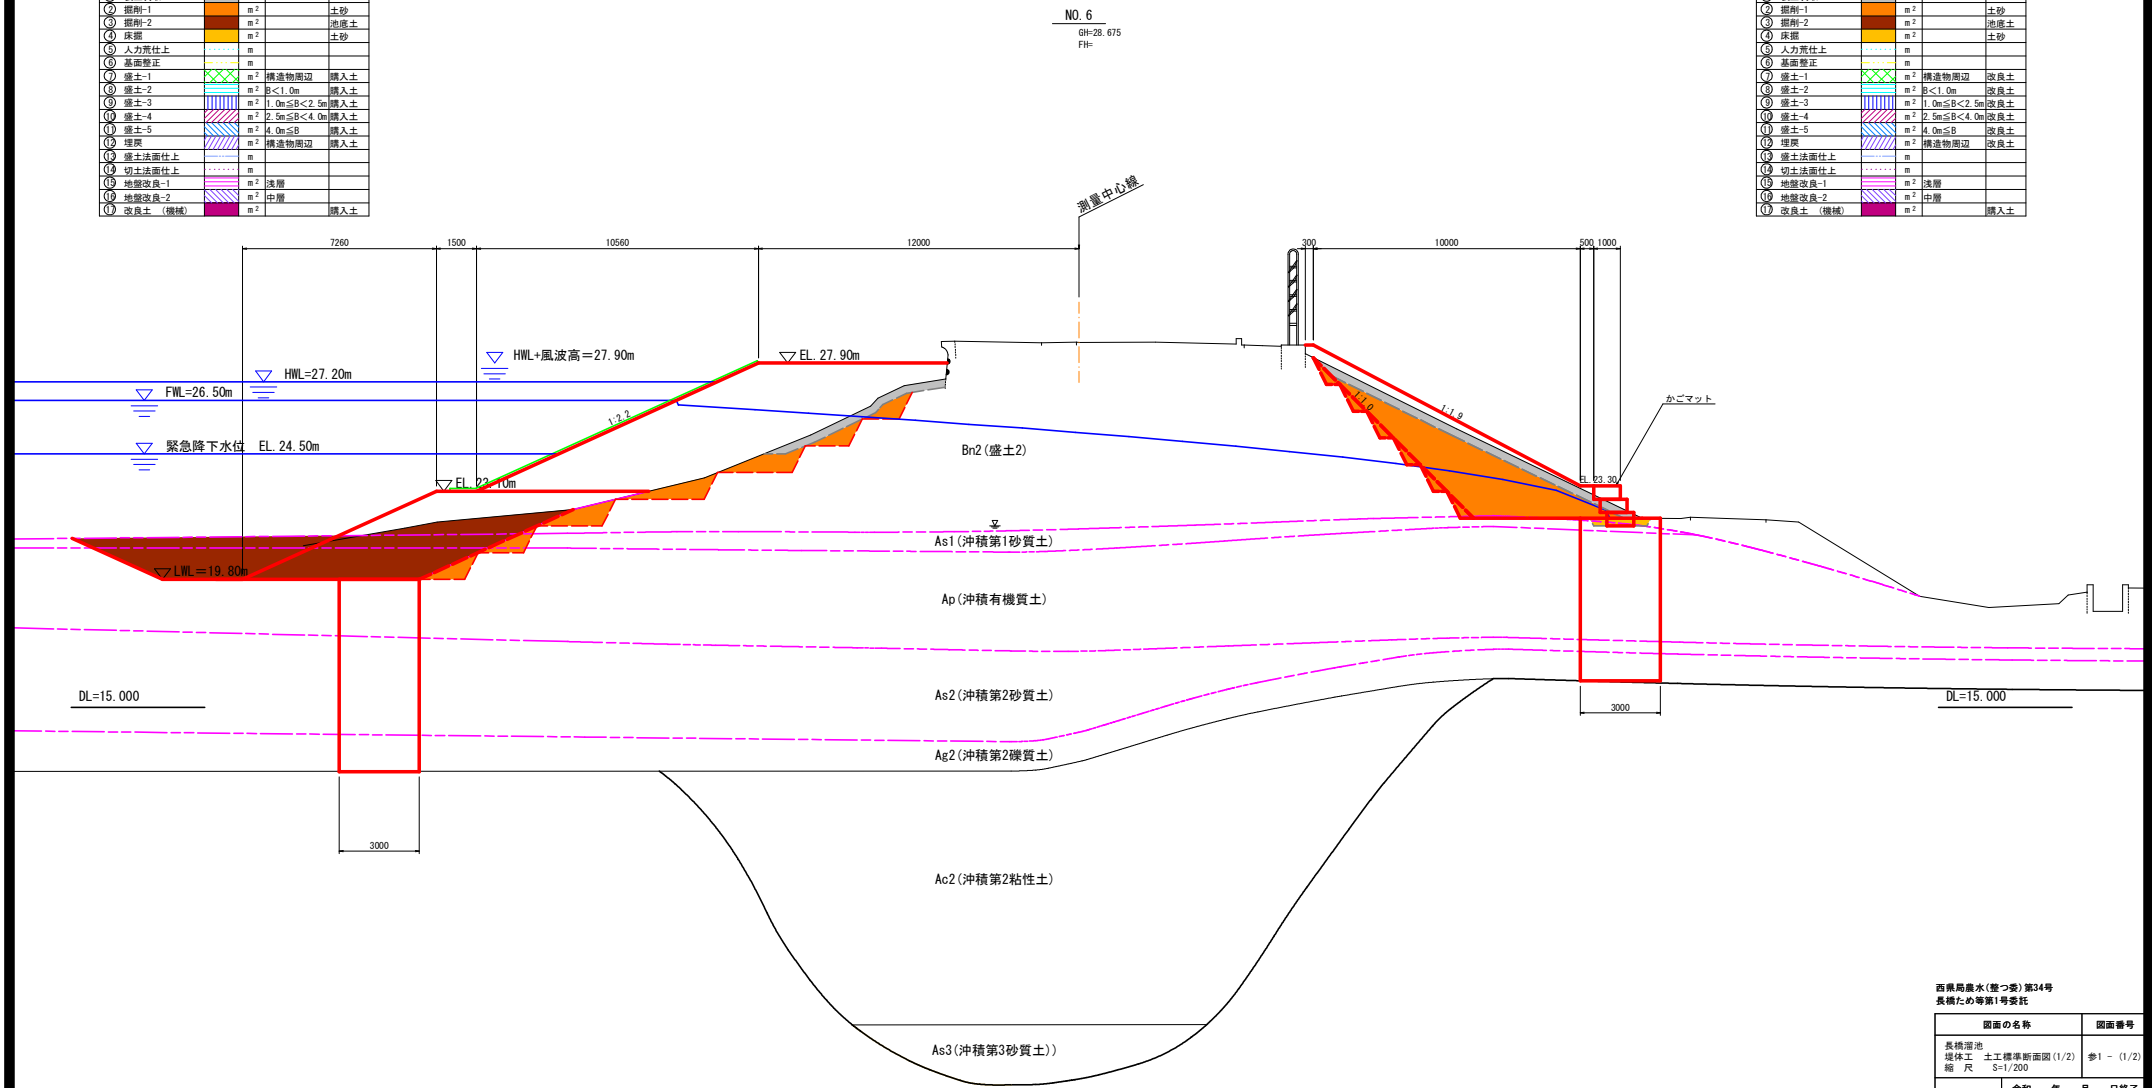 ② 掘削-1 m² 土砂
③ 掘削-2 m² 池底土
④ 床掘 m² 土砂
⑤ 人力荒仕上 m
⑥ 基面整正 m
⑦ 盛土-1 m² 構造物周辺 購入土
⑧ 盛土-2 m² B<1.0m 購入土
⑨ 盛土-3 m² 1.0m≦B<2.5m 購入土
⑩ 盛土-4 m² 2.5m≦B<4.0m 購入土
⑪ 盛土-5 m² 4.0m≦B 購入土
⑫ 埋戻 m² 構造物周辺 購入土
⑬ 盛土法面仕上 m
⑭ 切土法面仕上 m
⑮ 地盤改良-1 m² 浅層
⑯ 地盤改良-2 m² 中層
⑰ 改良土 (機械) m² 購入土
NO.6
GH=28.675
FH=
② 掘削-1 m² 土砂
③ 掘削-2 m² 池底土
④ 床掘 m² 土砂
⑤ 人力荒仕上 m
⑥ 基面整正 m
⑦ 盛土-1 m² 構造物周辺 改良土
⑧ 盛土-2 m² B<1.0m 改良土
⑨ 盛土-3 m² 1.0m≦B<2.5m 改良土
⑩ 盛土-4 m² 2.5m≦B<4.0m 改良土
⑪ 盛土-5 m² 4.0m≦B 改良土
⑫ 埋戻 m² 構造物周辺 改良土
⑬ 盛土法面仕上 m
⑭ 切土法面仕上 m
⑮ 地盤改良-1 m² 浅層
⑯ 地盤改良-2 m² 中層
⑰ 改良土 (機械) m² 購入土
測量中心線
7260 1500 10560 12000 300 10000 500 1000
HWL+風波高=27.90m
EL.27.90m
HWL=27.20m
FWL=26.50m
1:2.2
1:1.0
1:1.9
かごマット
緊急降下水位 EL.24.50m
Bn2(盛土2)
EL.23.10m
EL.23.30
As1(沖積第1砂質土)
LWL=19.80m
Ap(沖積有機質土)
DL=15.000
As2(沖積第2砂質土)
DL=15.000
3000
Ag2(沖積第2礫質土)
3000
Ac2(沖積第2粘性土)
As3(沖積第3砂質土))
西県局農水(整つ委)第34号
長橋ため等第1号委託
図面の名称 図面番号
長橋溜池
堤体工 土工標準断面図(1/2) 参1 - (1/2)
縮 尺 S=1/200